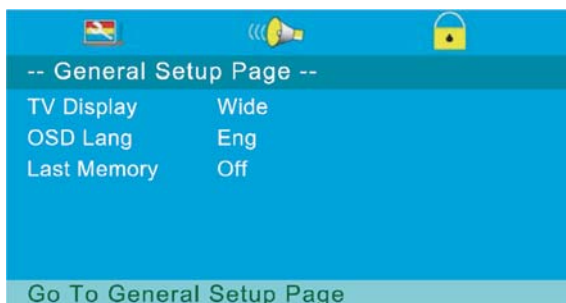 -- General Setup Page --
TV Display Wide
OSD Lang Eng
Last Memory Off
Go To General Setup Page